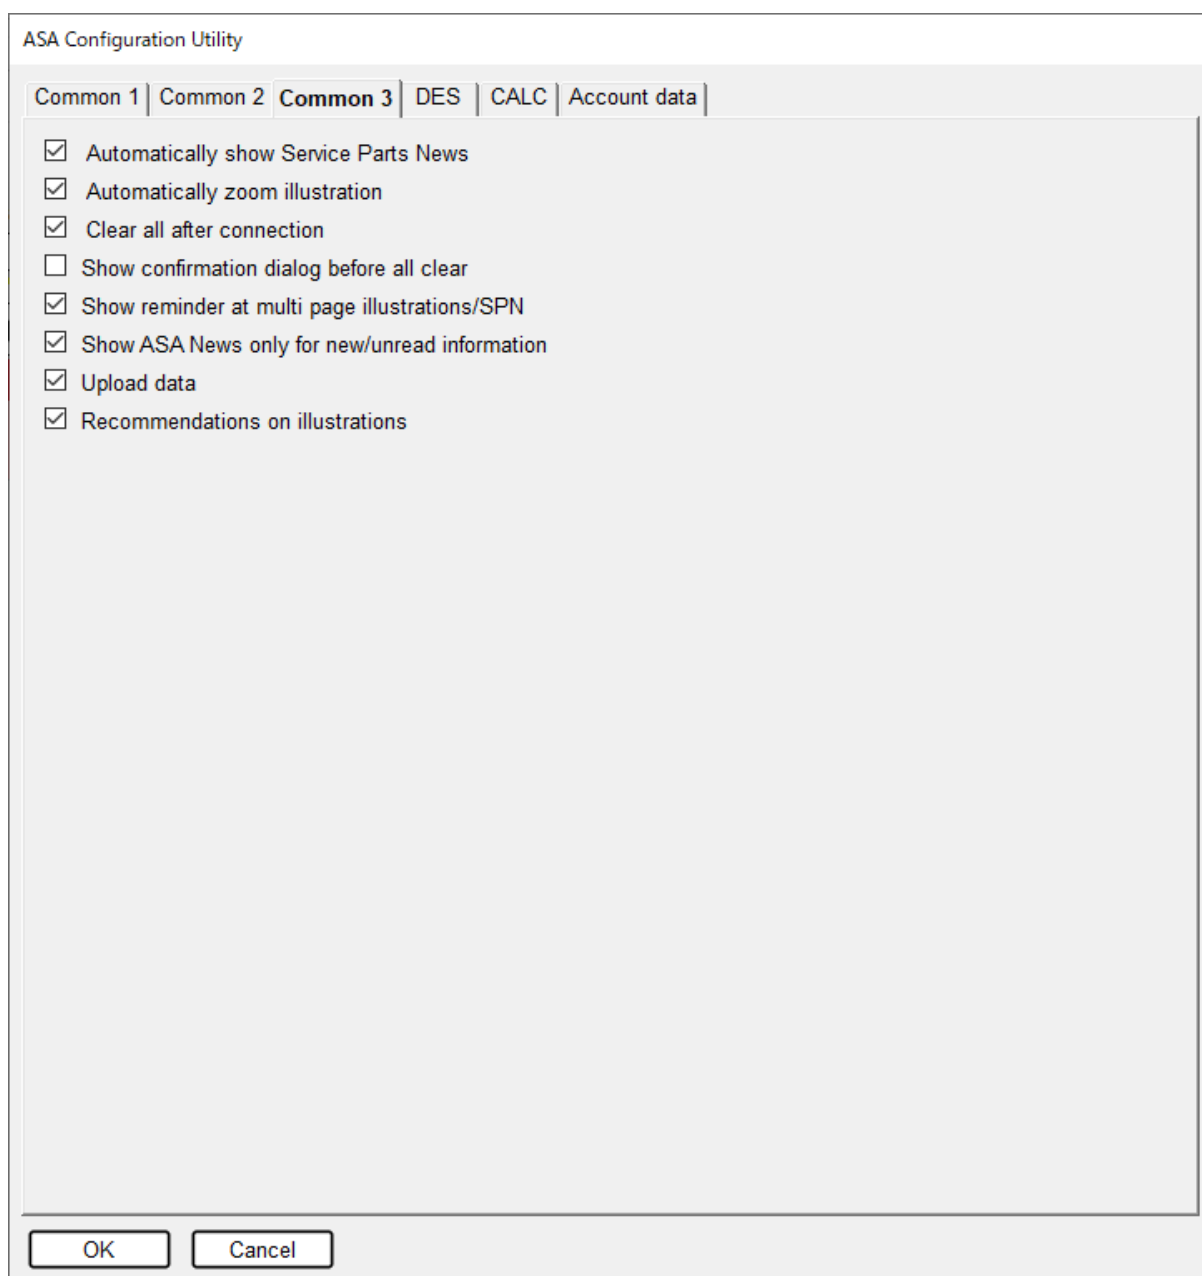 ASA Configuration Utility
Common 1 Common 2 Common 3 DES CALC Account data
Automatically show Service Parts News
Automatically zoom illustration
Clear all after connection
Show confirmation dialog before all clear
Show reminder at multi page illustrations/SPN
Show ASA News only for new/unread information
Upload data
Recommendations on illustrations
OK Cancel